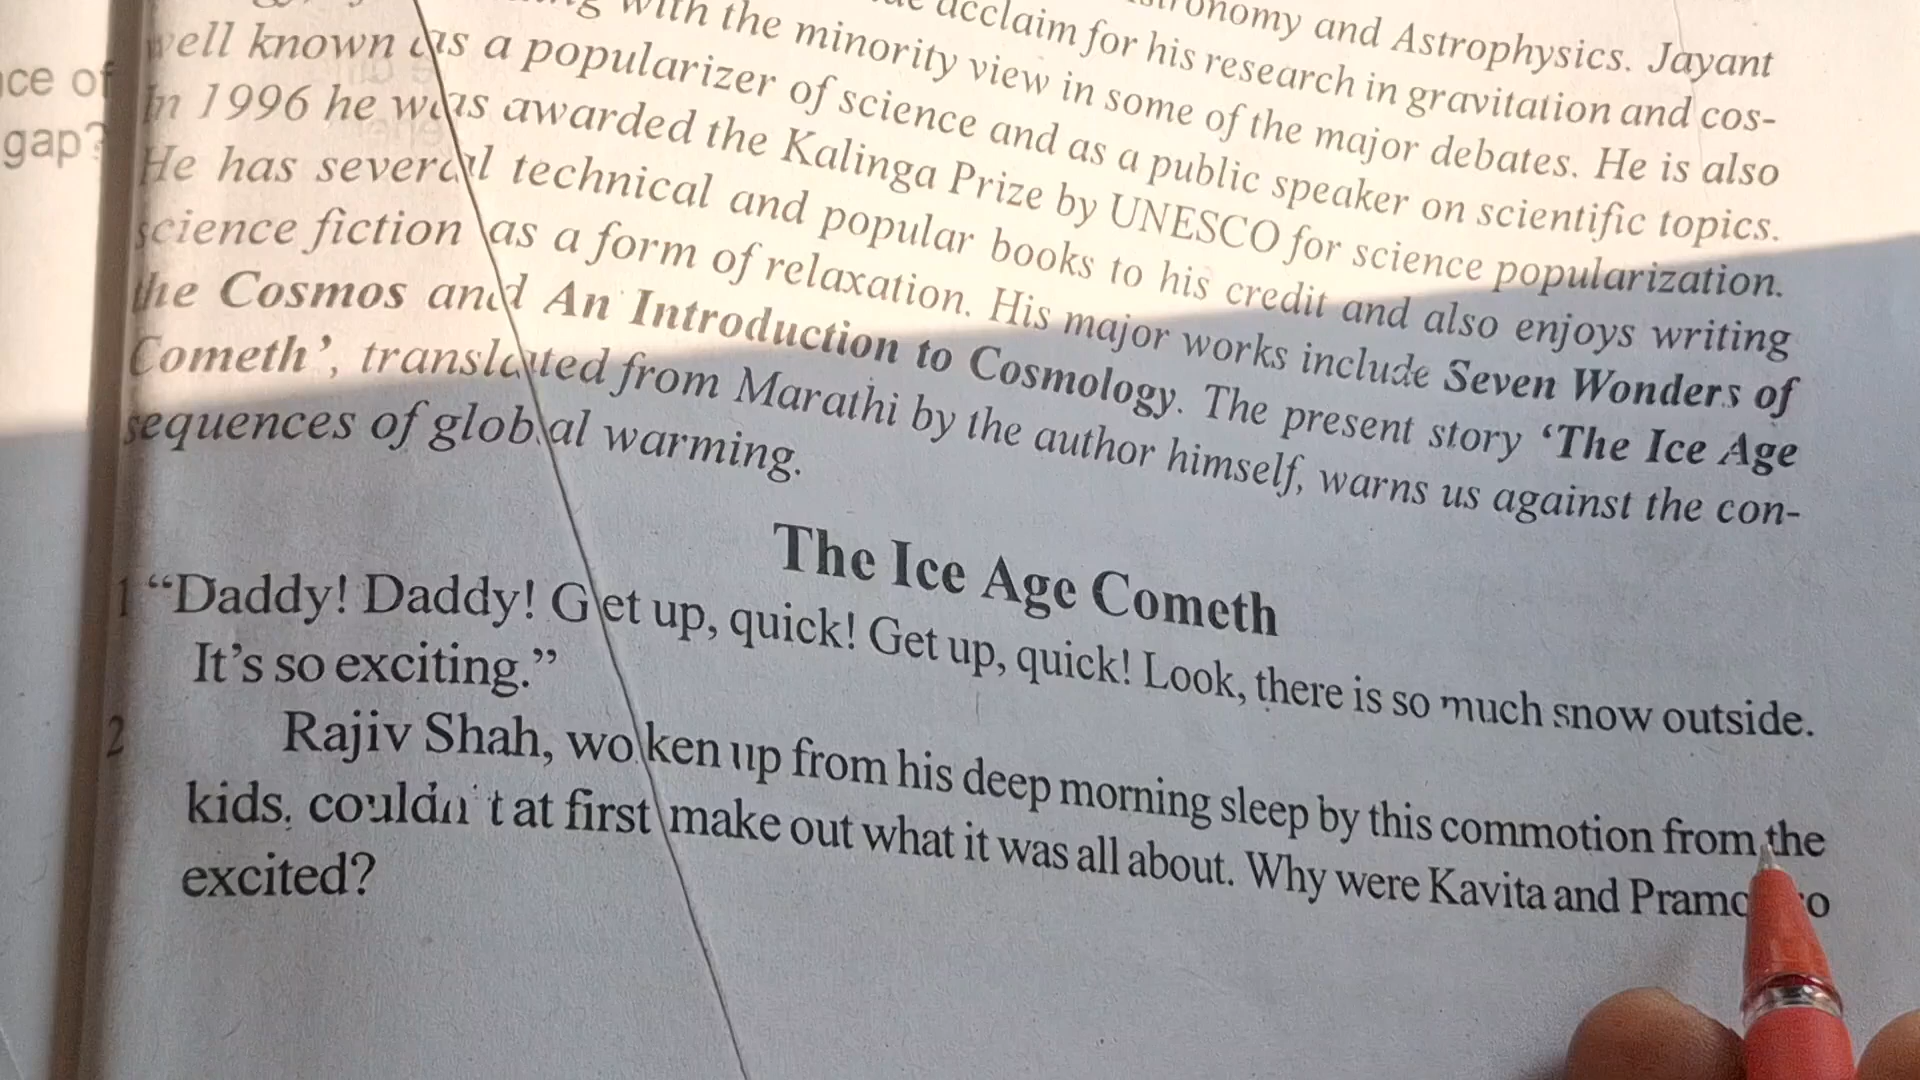 of
gap?
and Astrophysics. Jayant
acclaim for his research in gravitation and cos-
with the minority view in some of the major debates. He is also
well known as a popularizer of science and as a public speaker on scientific topics.
In 1996 he was awarded the Kalinga Prize by UNESCO for science popularization.
He has several technical and popular books to his credit and also enjoys writing
science fiction as a form of relaxation. His major works include Seven Wonders of
the Cosmos and An Introduction to Cosmology. The present story ‘The Ice Age
Cometh’, translated from Marathi by the author himself, warns us against the con-
sequences of global warming.
The Ice Age Cometh
1 “Daddy! Daddy! Get up, quick! Get up, quick! Look, there is so much snow outside.
It’s so exciting.”
2 Rajiv Shah, woken up from his deep morning sleep by this commotion from the
kids, couldn’t at first make out what it was all about. Why were Kavita and
excited?